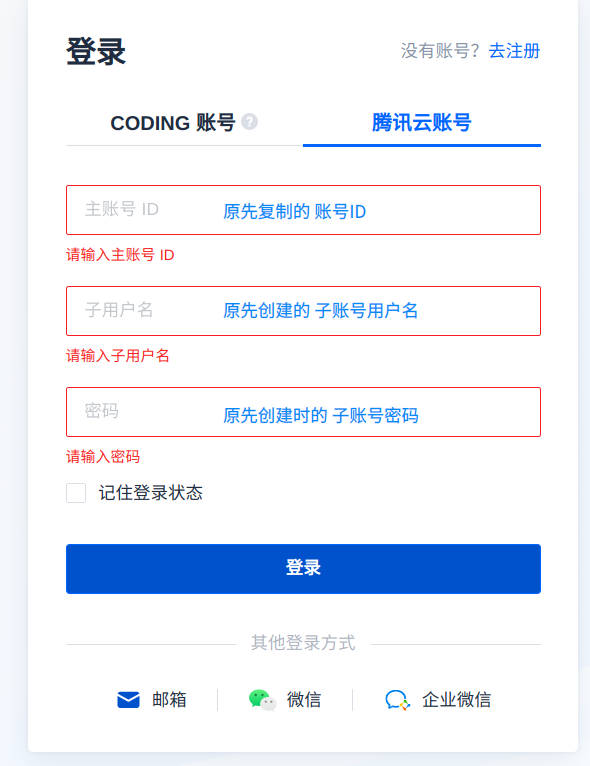 登录
没有账号？去注册
CODING 账号 ?
腾讯云账号
主账号 ID 原先复制的 账号ID
请输入主账号 ID
子用户名 原先创建的 子账号用户名
请输入子用户名
密码 原先创建时的 子账号密码
请输入密码
记住登录状态
登录
其他登录方式
邮箱 微信 企业微信